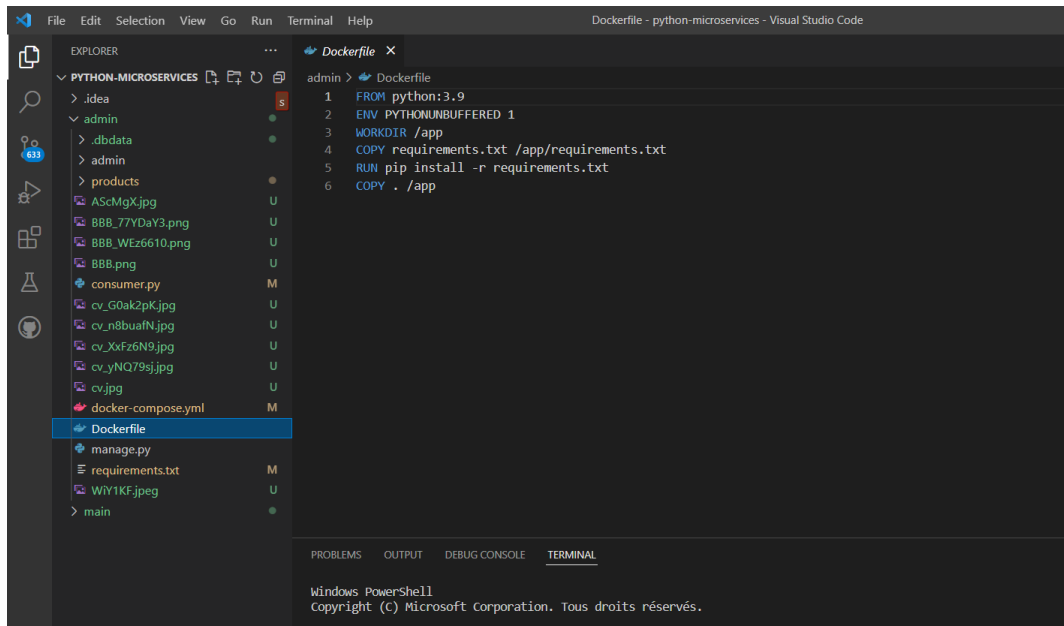 File Edit Selection View Go Run Terminal Help Dockerfile - python-microservices - Visual Studio Code
EXPLORER ···
PYTHON-MICROSERVICES
> .idea s
admin
> .dbdata
> admin
> products
AScMgX.jpg U
BBB_77YDaY3.png U
BBB_WEz6610.png U
BBB.png U
consumer.py M
cv_G0ak2pK.jpg U
cv_n8buafN.jpg U
cv_XxFz6N9.jpg U
cv_yNQ79sj.jpg U
cv.jpg U
docker-compose.yml M
Dockerfile
manage.py
requirements.txt M
WiY1KF.jpeg U
> main
633
Dockerfile ×
admin > Dockerfile
1 FROM python:3.9
2 ENV PYTHONUNBUFFERED 1
3 WORKDIR /app
4 COPY requirements.txt /app/requirements.txt
5 RUN pip install -r requirements.txt
6 COPY . /app
PROBLEMS OUTPUT DEBUG CONSOLE TERMINAL
Windows PowerShell
Copyright (C) Microsoft Corporation. Tous droits réservés.